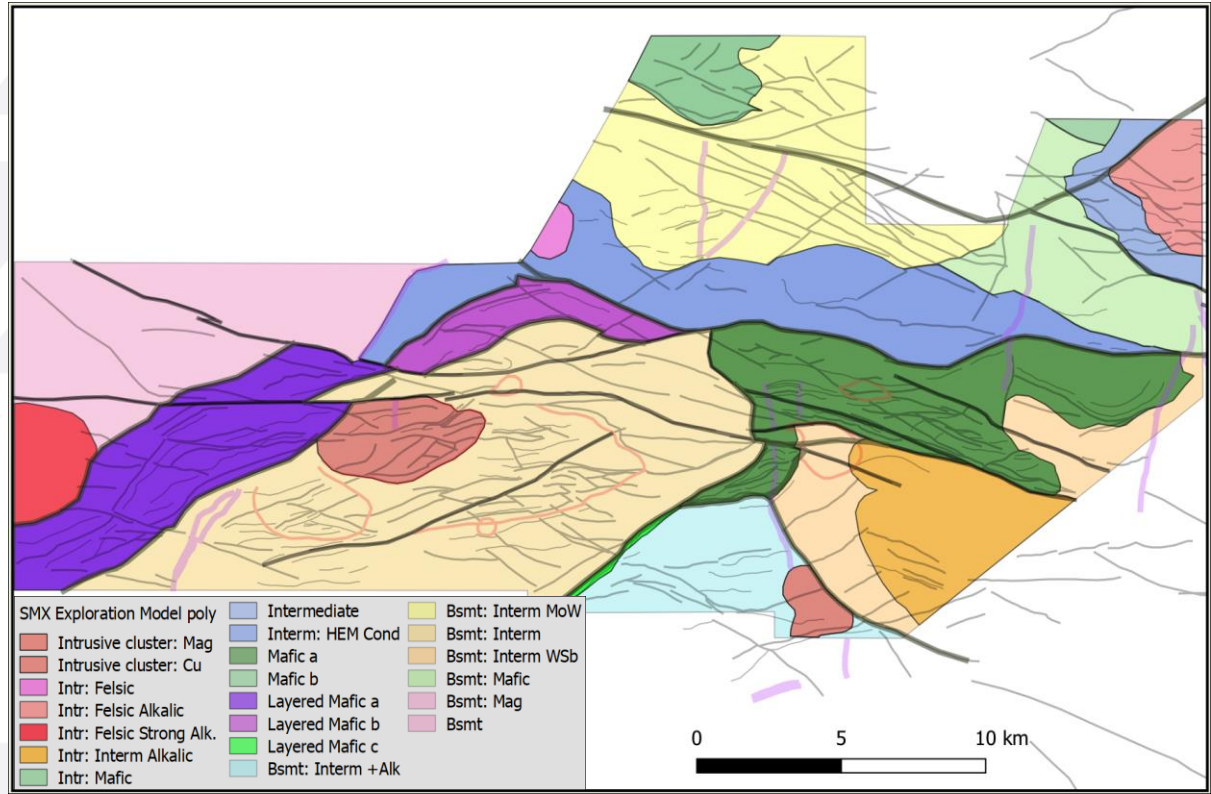 SMX Exploration Model poly
Intrusive cluster: Mag
Intrusive cluster: Cu
Intr: Felsic
Intr: Felsic Alkalic
Intr: Felsic Strong Alk.
Intr: Interm Alkalic
Intr: Mafic
Intermediate
Interm: HEM Cond
Mafic a
Mafic b
Layered Mafic a
Layered Mafic b
Layered Mafic c
Bsmt: Interm +Alk
Bsmt: Interm MoW
Bsmt: Interm
Bsmt: Interm WSb
Bsmt: Mafic
Bsmt: Mag
Bsmt
0 5 10 km